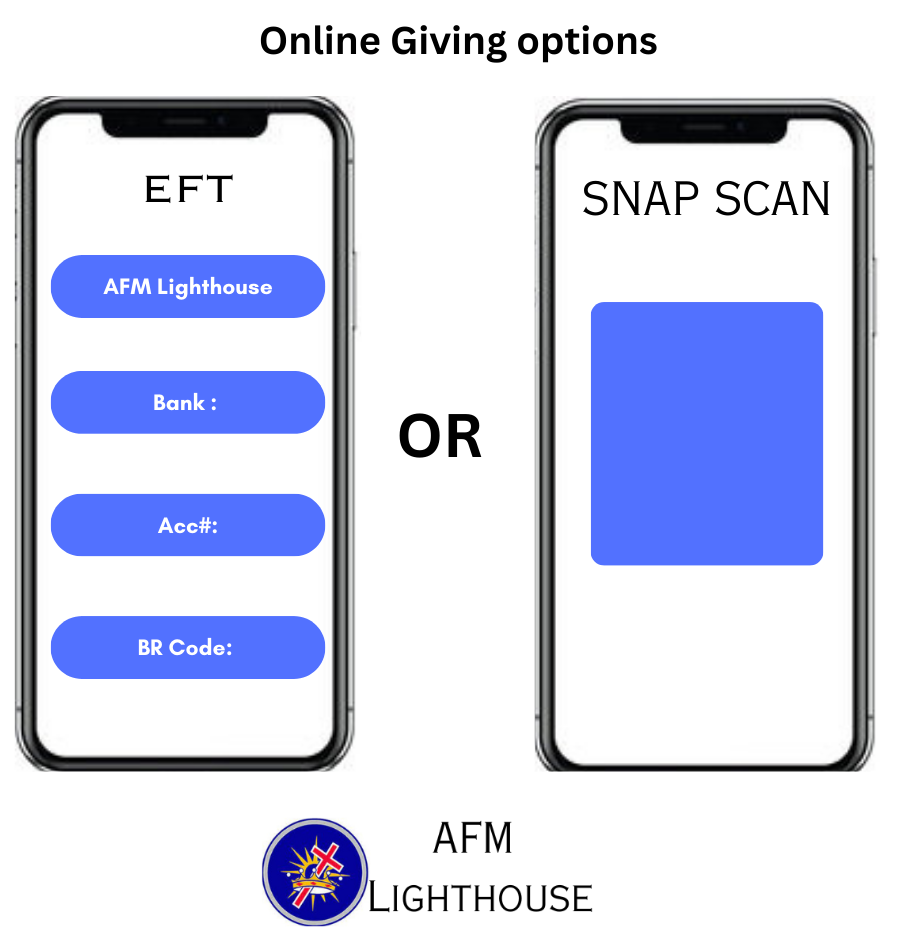 Online Giving options
EFT
AFM Lighthouse
Bank :
Acc#:
BR Code:
OR
SNAP SCAN
AFM
LIGHTHOUSE